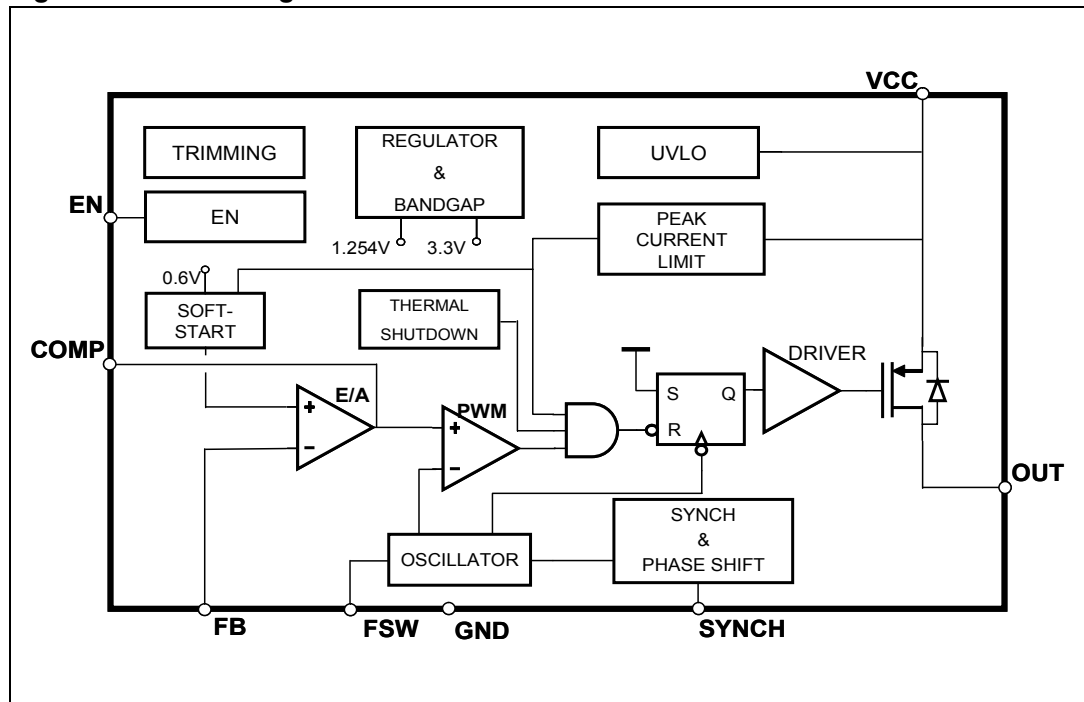 VCC
TRIMMING
REGULATOR
&
BANDGAP
UVLO
EN
EN
PEAK
CURRENT
LIMIT
1.254V
3.3V
0.6V
SOFT-
START
THERMAL
SHUTDOWN
COMP
DRIVER
E/A
PWM
+
−
+
−
S
Q
R
OUT
OSCILLATOR
SYNCH
&
PHASE SHIFT
FB
FSW
GND
SYNCH